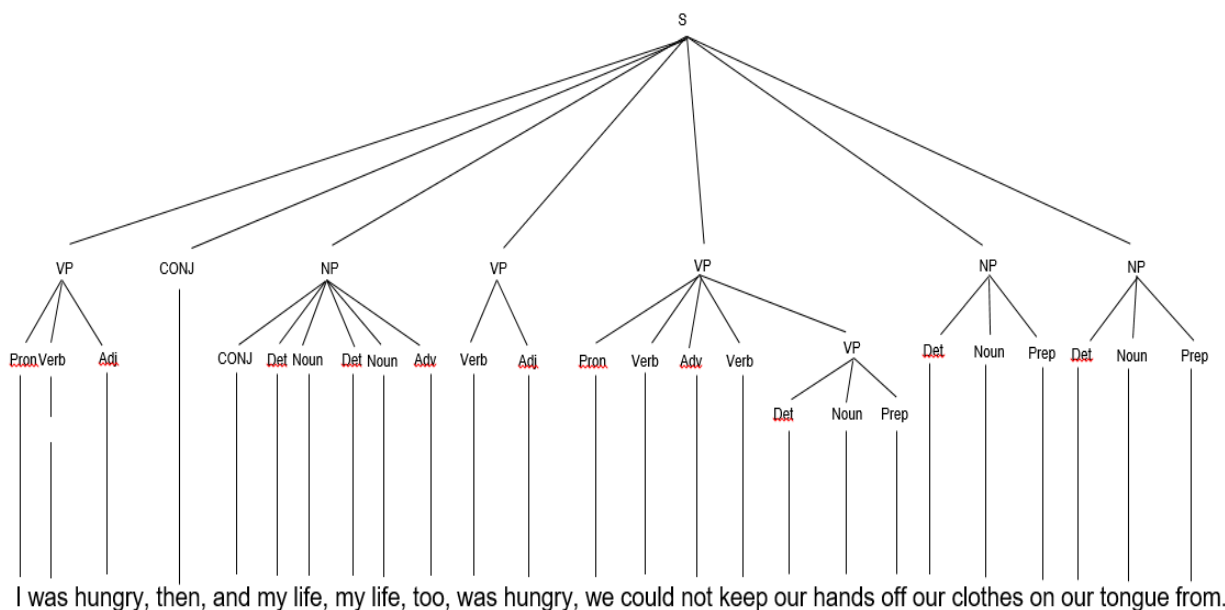 S
VP CONJ NP VP VP NP NP
Pron Verb Adj CONJ Det Noun Det Noun Adv Verb Adj Pron Verb Adv Verb VP Det Noun Prep Det Noun Prep
Det Noun Prep
I was hungry, then, and my life, my life, too, was hungry, we could not keep our hands off our clothes on our tongue from